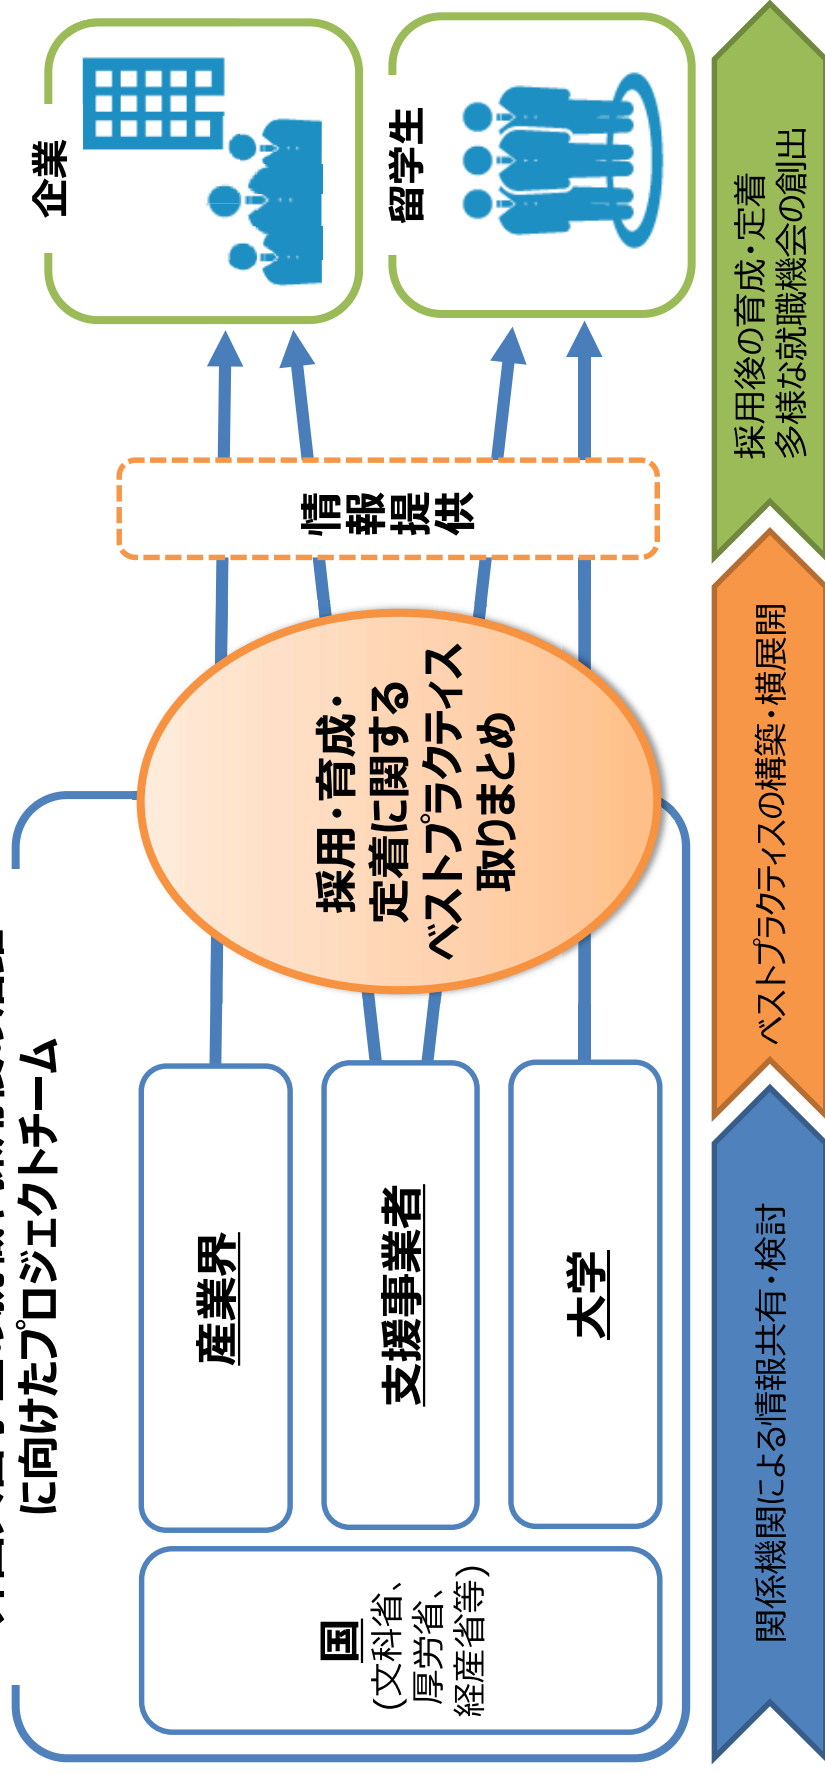 に向けたプロジェクトチーム
国
(文科省、
厚労省、
経産省等)
産業界
支援事業者
大学
採用・育成・
定着に関する
ベストプラクティス
取りまとめ
情報提供
企業
留学生
関係機関による情報共有・検討
ベストプラクティスの構築・横展開
採用後の育成・定着
多様な就職機会の創出